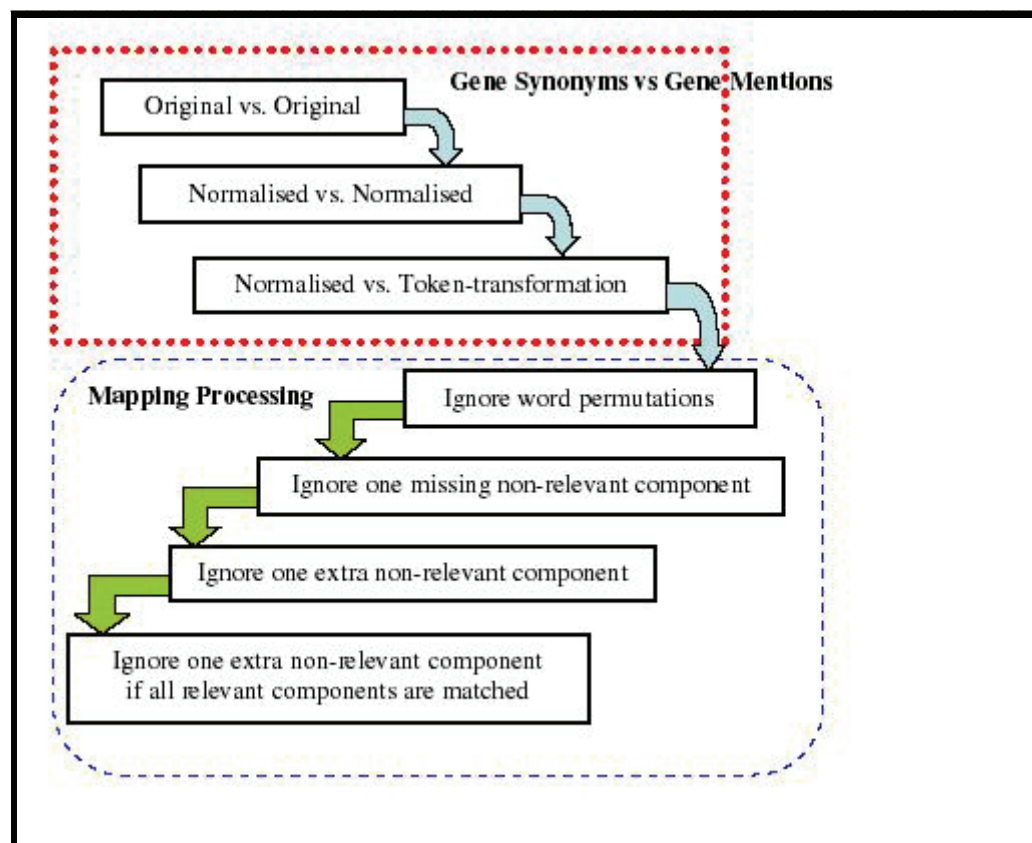 Gene Synonyms vs Gene Mentions
Original vs. Original
Normalised vs. Normalised
Normalised vs. Token-transformation
Mapping Processing
Ignore word permutations
Ignore one missing non-relevant component
Ignore one extra non-relevant component
Ignore one extra non-relevant component
if all relevant components are matched